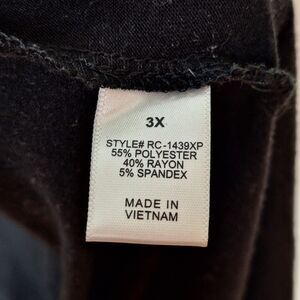 3X
STYLE# RC-1439XP
55% POLYESTER
40% RAYON
5% SPANDEX
MADE IN
VIETNAM